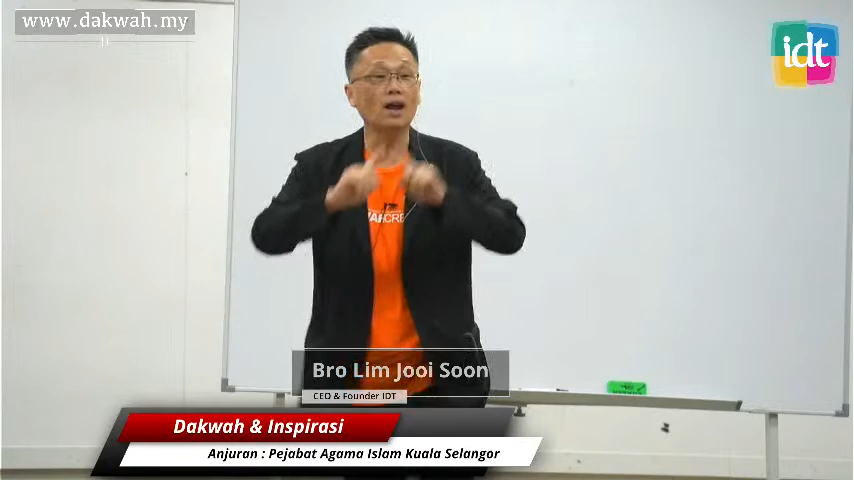 www.dakwah.my
idt
Bro Lim Jooi Soon
CEO & Founder IDT
Dakwah & Inspirasi
Anjuran : Pejabat Agama Islam Kuala Selangor